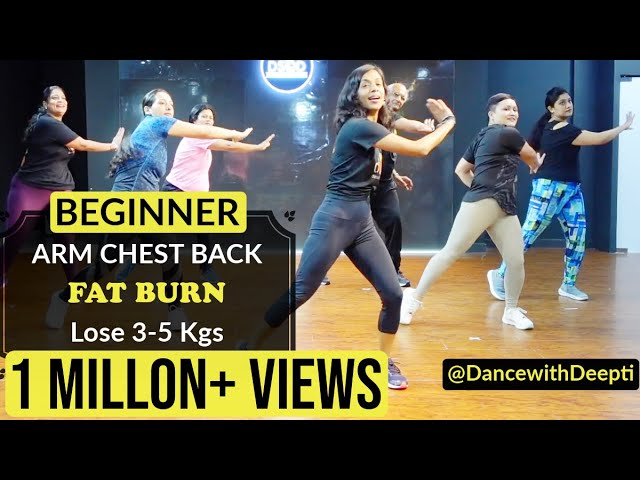 BEGINNER
ARM CHEST BACK
FAT BURN
Lose 3-5 Kgs
1 MILLON+ VIEWS
@DancewithDeepti